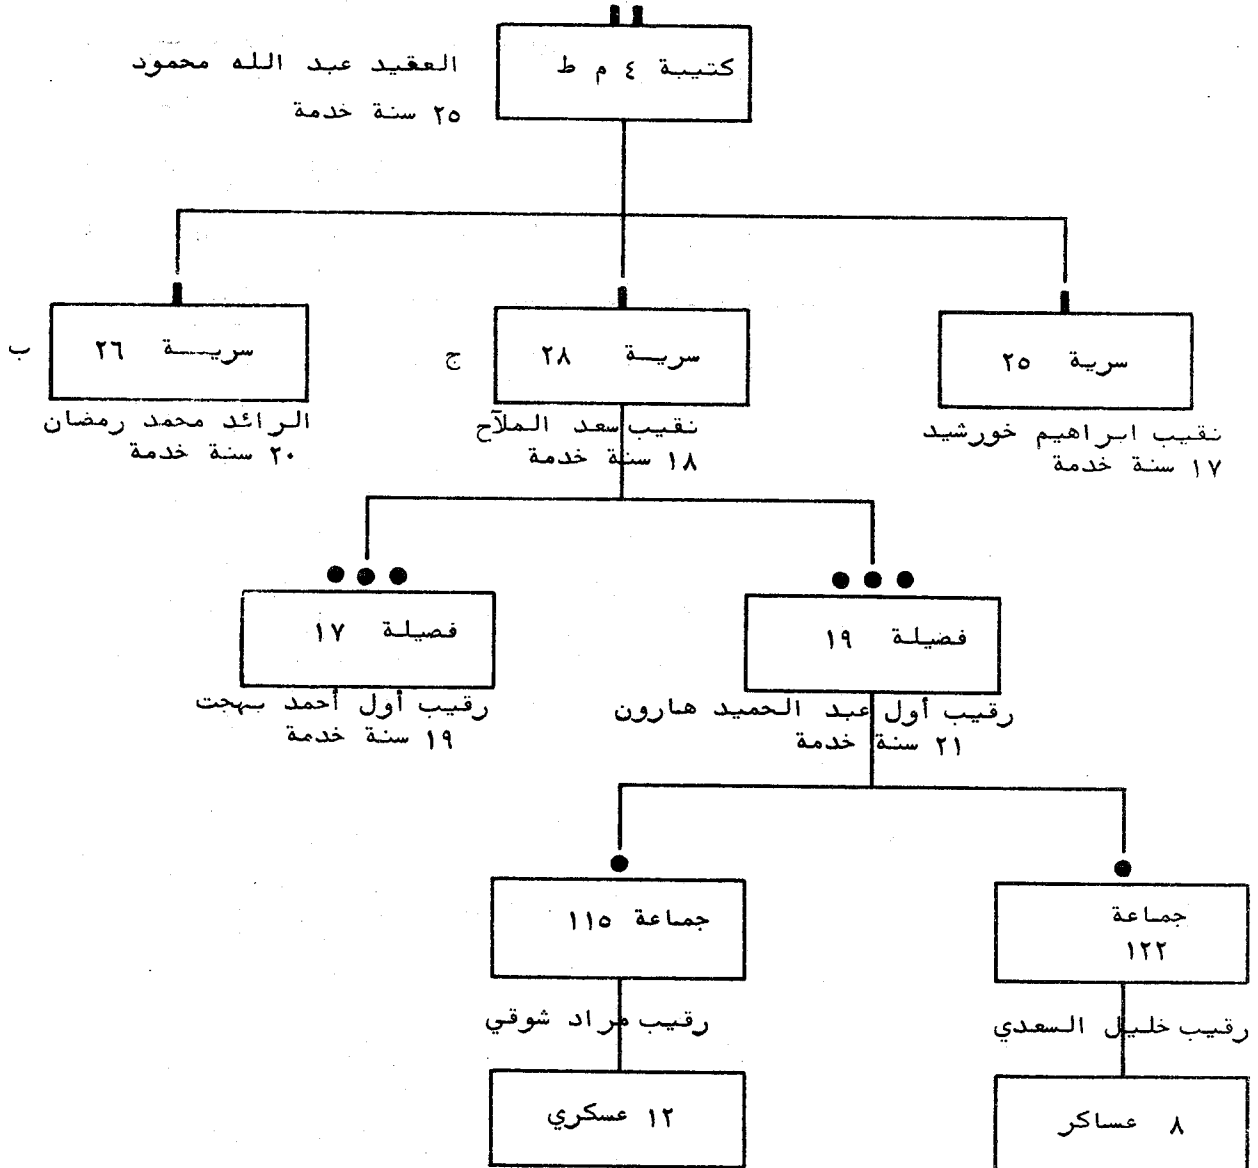 كتيبة ٤ م ط
العقيد عبد الله محمود
٢٥ سنة خدمة
سرية ٢٥
نقيب ابراهيم خورشيد
١٧ سنة خدمة
سريـة ٢٨
ج
نقيب سعد الملآح
١٨ سنة خدمة
سريــة ٢٦
ب
الرائد محمد رمضان
٢٠ سنة خدمة
فضيلة ١٩
رقيب أول عبد الحميد هارون
٢١ سنة خدمة
فصيلة ١٧
رقيب أول أحمد بهجت
١٩ سنة خدمة
جماعة
١٢٢
رقيب خليل السعدي
٨ عساكر
جماعة ١١٥
رقيب مراد شوقي
١٢ عسكري